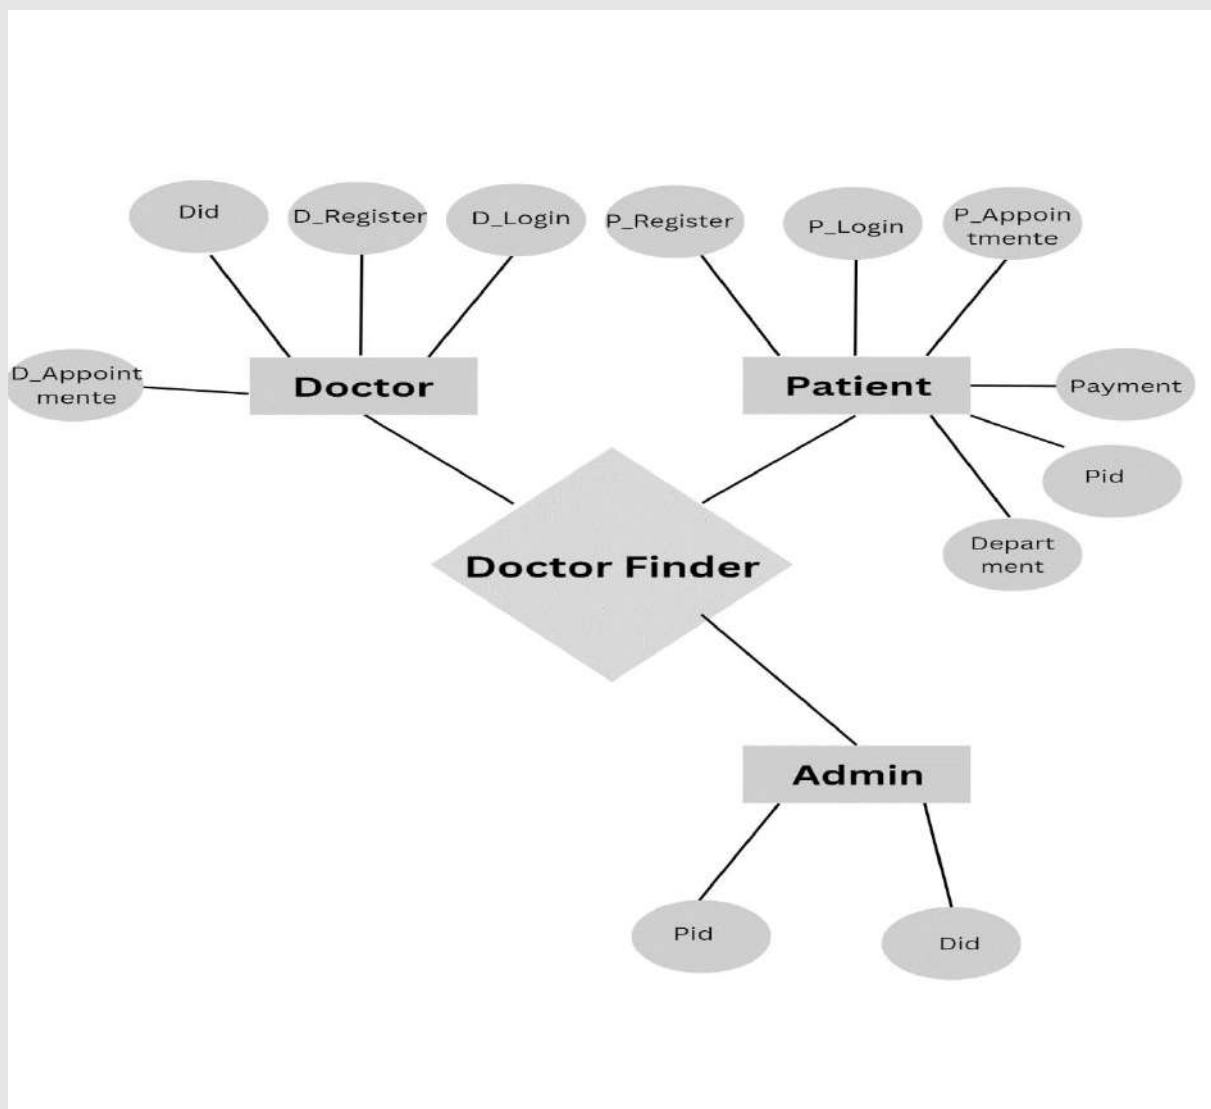 Did
D_Register
D_Login
P_Register
P_Login
P_Appoin
tmente
D_Appoint
mente
Doctor
Patient
Payment
Pid
Depart
ment
Doctor Finder
Admin
Pid
Did